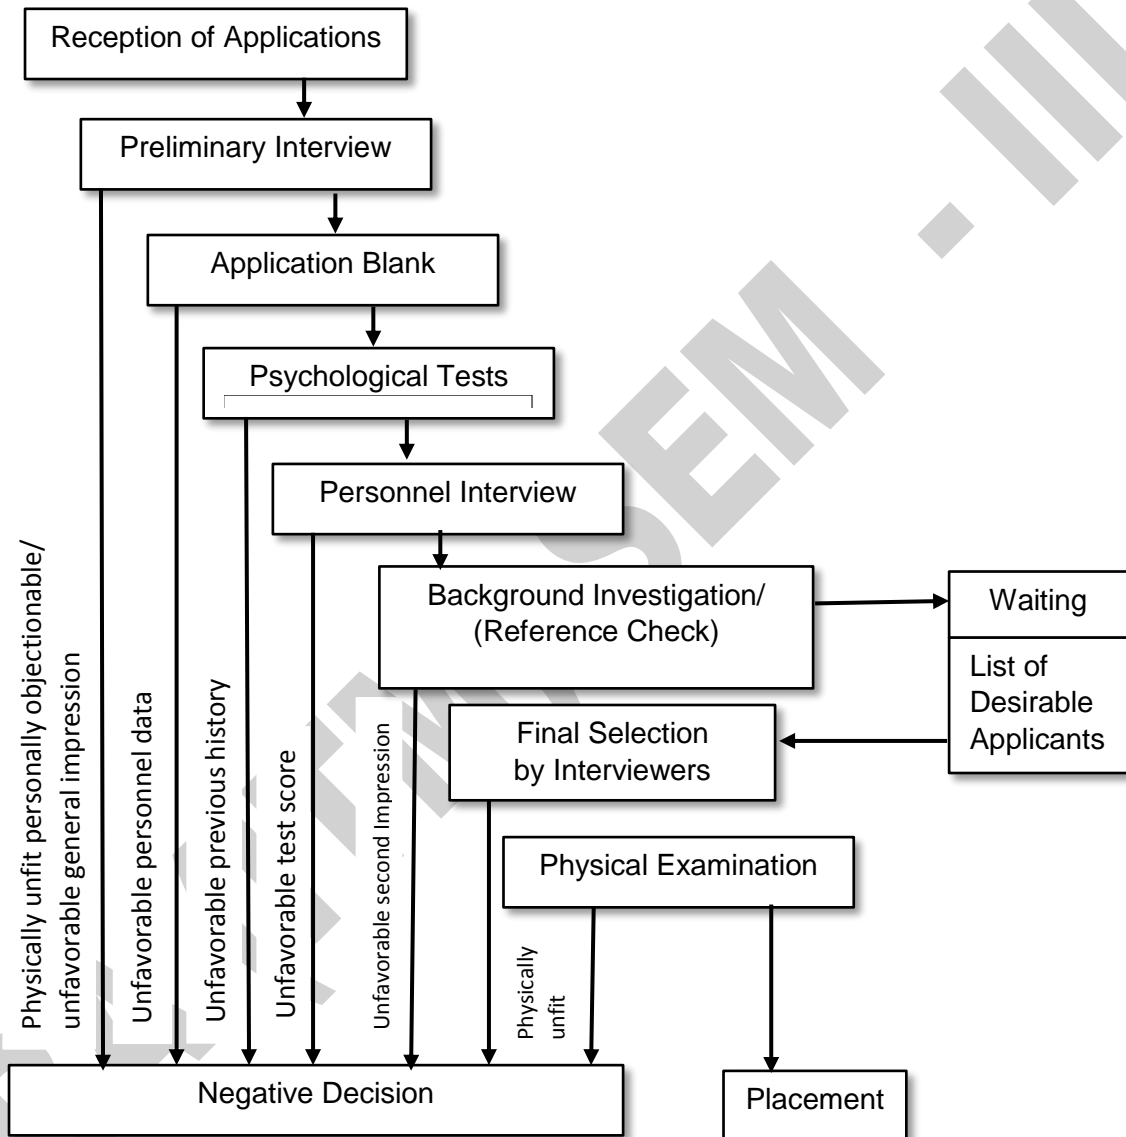 Reception of Applications
Preliminary Interview
Application Blank
Psychological Tests
Personnel Interview
Background Investigation/
(Reference Check)
Waiting
List of
Desirable
Applicants
Final Selection
by Interviewers
Physical Examination
Physically unfit personally objectionable/
unfavorable general impression
Unfavorable personnel data
Unfavorable previous history
Unfavorable test score
Unfavorable second Impression
Physically
unfit
Negative Decision
Placement
SEM - III